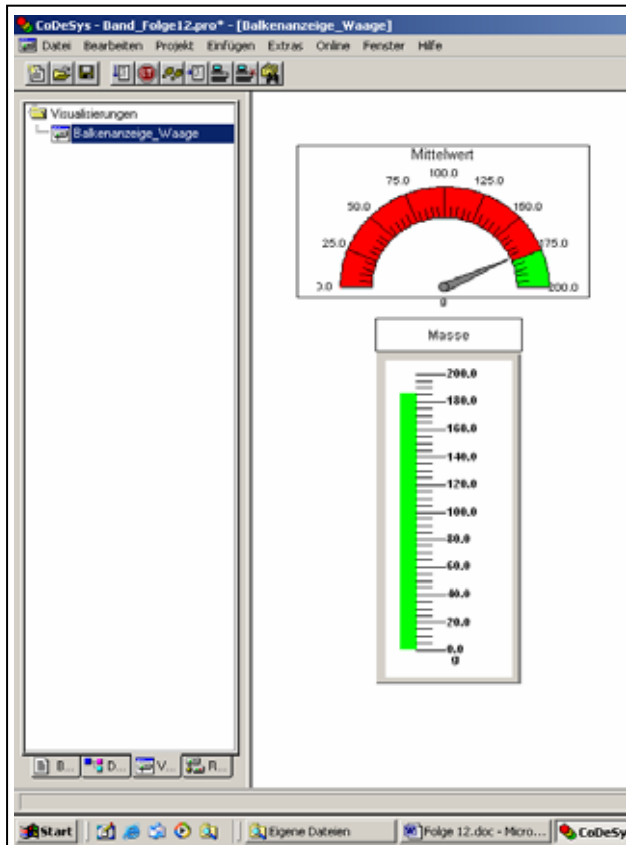 CoDeSys - Band_Folge12.pro* - [Balkenanzeige_Waage]
Datei Bearbeiten Projekt Einfügen Extras Online Fenster Hilfe
Visualisierungen
Balkenanzeige_Waage
Mittelwert
100.0
75.0 125.0
50.0 150.0
25.0 175.0
0.0 200.0
g
Masse
200.0
180.0
160.0
140.0
120.0
100.0
80.0
60.0
40.0
20.0
0.0
g
B... D... V... R...
Start Eigene Dateien Folge 12.doc - Micro... CoDeSy